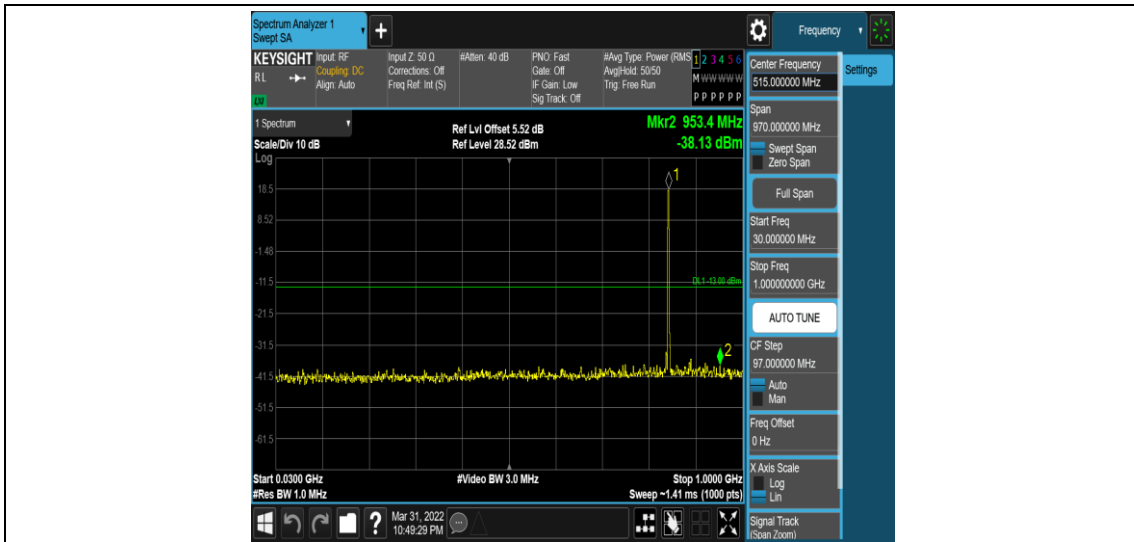 Spectrum Analyzer 1
Swept SA
+
Frequency
KEYSIGHT
RL
LXI
Input: RF
Coupling: DC
Align: Auto
Input Z: 50 Ω
Corrections: Off
Freq Ref: Int (S)
#Atten: 40 dB
PNO: Fast
Gate: Off
IF Gain: Low
Sig Track: Off
#Avg Type: Power (RMS
Avg|Hold: 50/50
Trig: Free Run
1 2 3 4 5 6
M W W W W W
P P P P P P
Center Frequency
515.000000 MHz
Settings
1 Spectrum
Scale/Div 10 dB
Ref Lvl Offset 5.52 dB
Ref Level 28.52 dBm
Mkr2 953.4 MHz
-38.13 dBm
Span
970.000000 MHz
Swept Span
Zero Span
Full Span
Start Freq
30.000000 MHz
Stop Freq
1.000000000 GHz
AUTO TUNE
CF Step
97.000000 MHz
Auto
Man
Freq Offset
0 Hz
X Axis Scale
Log
Lin
Signal Track
(Span Zoom)
Log
18.5
8.52
-1.48
-11.5
-21.5
-31.5
-41.5
-51.5
-61.5
1
DL1 -13.00 dBm
2
Start 0.0300 GHz
#Res BW 1.0 MHz
#Video BW 3.0 MHz
Stop 1.0000 GHz
Sweep ~1.41 ms (1000 pts)
?
Mar 31, 2022
10:49:29 PM